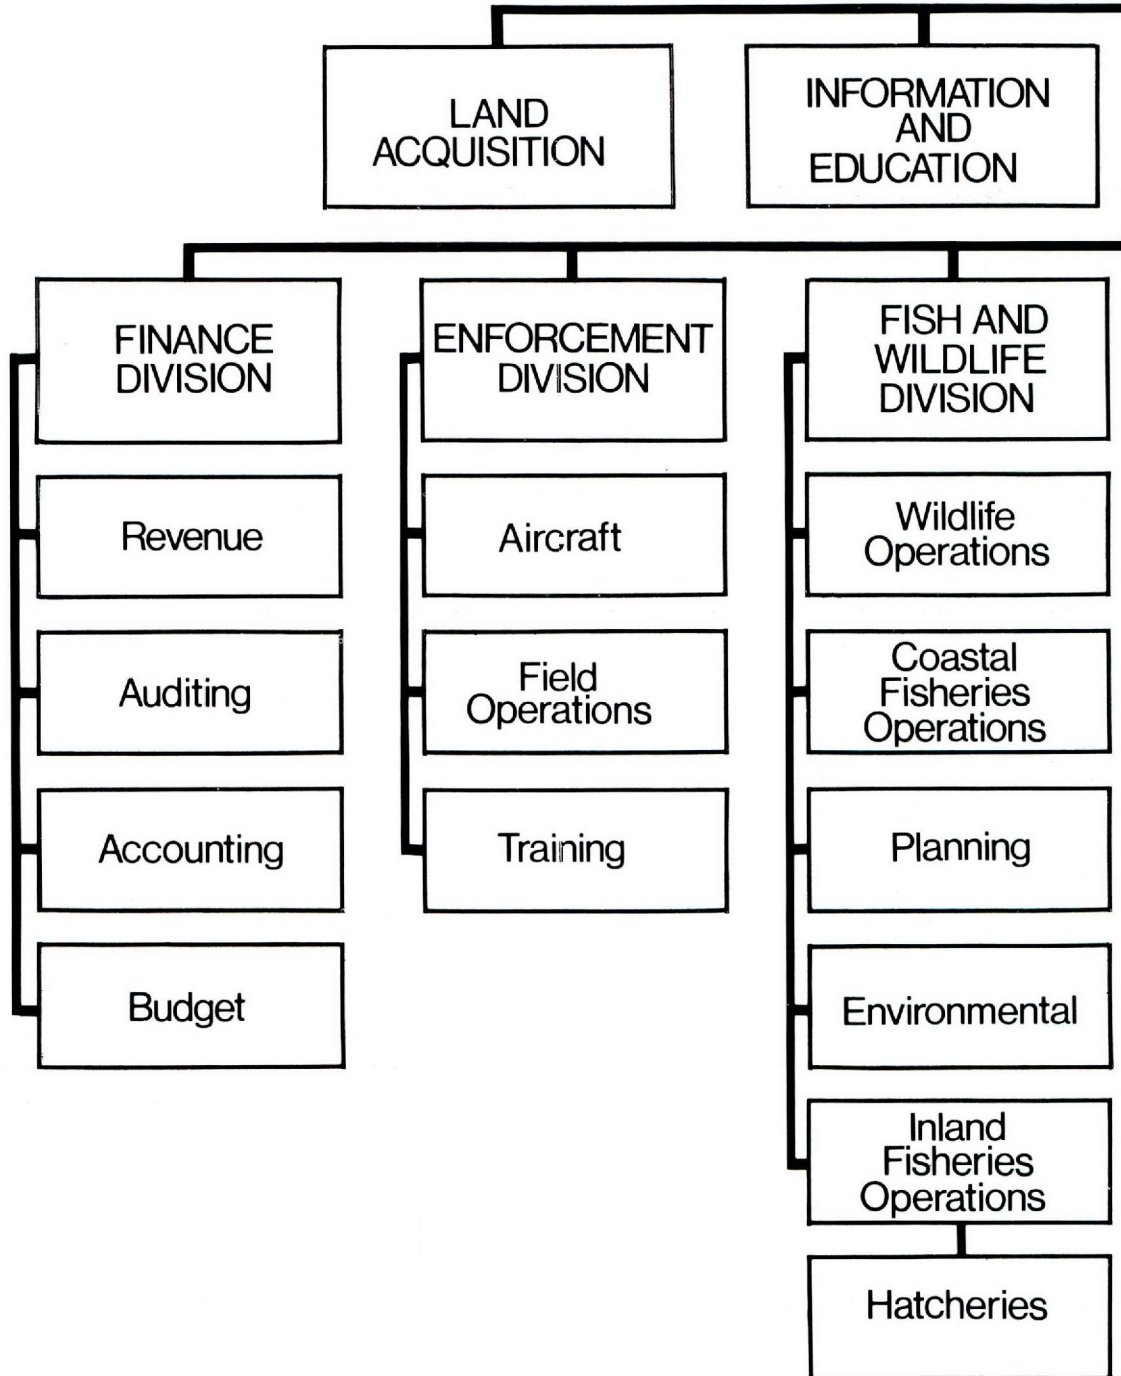 LAND
ACQUISITION
INFORMATION
AND
EDUCATION
FINANCE
DIVISION
Revenue
Auditing
Accounting
Budget
ENFORCEMENT
DIVISION
Aircraft
Field
Operations
Training
FISH AND
WILDLIFE
DIVISION
Wildlife
Operations
Coastal
Fisheries
Operations
Planning
Environmental
Inland
Fisheries
Operations
Hatcheries